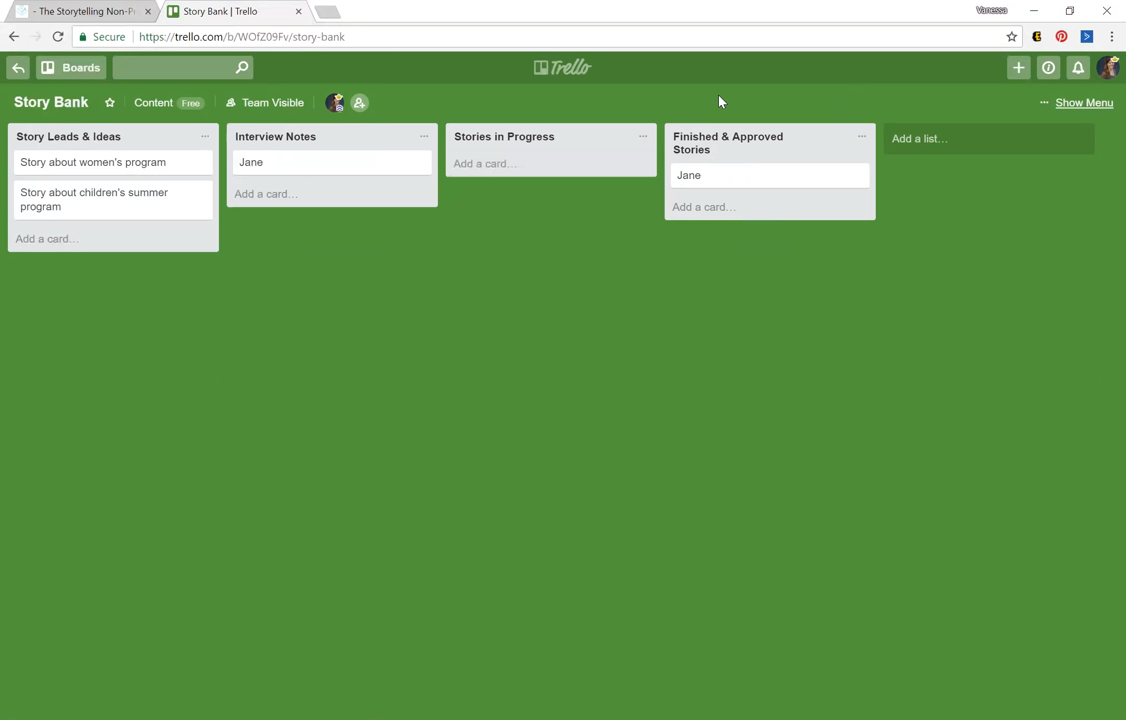 - The Storytelling Non-P
Story Bank | Trello
Vanessa
Secure
https://trello.com/b/WOfZ09Fv/story-bank
Boards
Trello
Story Bank
Content
Free
Team Visible
Show Menu
Story Leads & Ideas
Story about women's program
Story about children's summer
program
Add a card…
Interview Notes
Jane
Add a card…
Stories in Progress
Add a card…
Finished & Approved
Stories
Jane
Add a card…
Add a list…